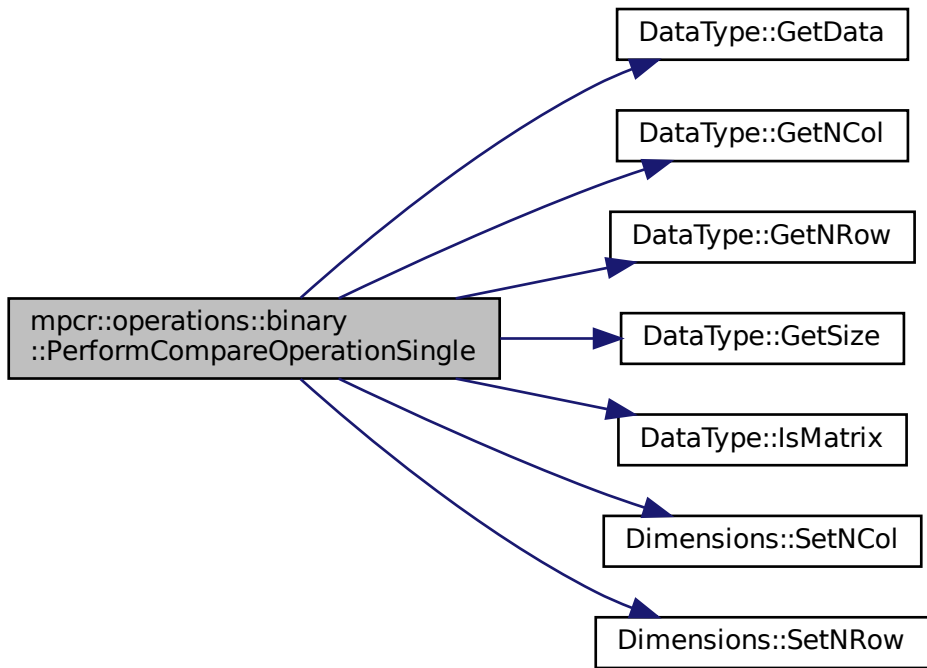 DataType::GetData
DataType::GetNCol
DataType::GetNRow
mpcr::operations::binary
::PerformCompareOperationSingle
DataType::GetSize
DataType::IsMatrix
Dimensions::SetNCol
Dimensions::SetNRow